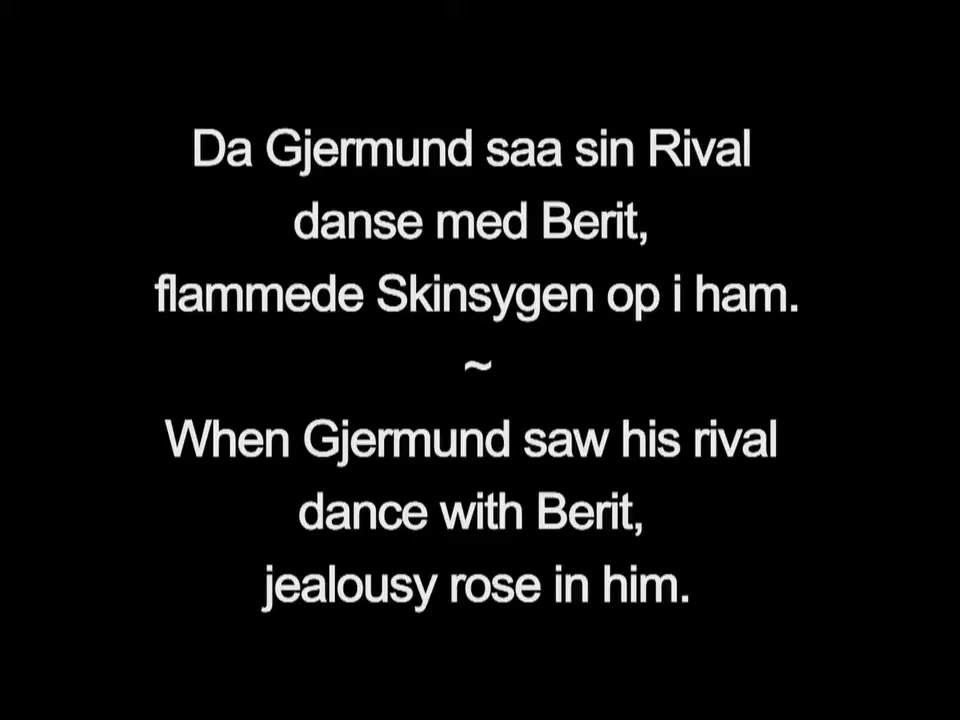 Da Gjermund saa sin Rival
danse med Berit,
flammede Skinsygen op i ham.
~
When Gjermund saw his rival
dance with Berit,
jealousy rose in him.